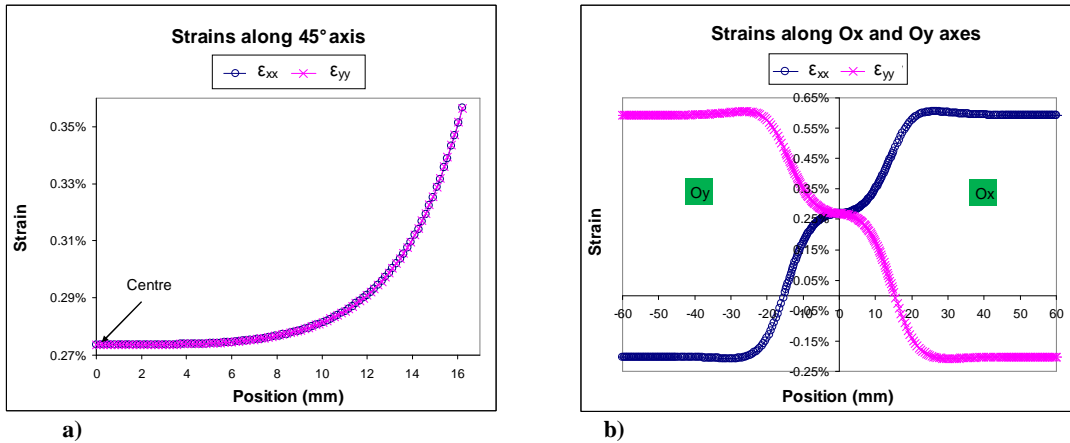 Strains along 45° axis
εxx εyy
0.35%
0.33%
0.31%
0.29%
0.27%
Strain
Centre
0 2 4 6 8 10 12 14 16
Position (mm)
a)
Strains along Ox and Oy axes
εxx εyy
0.65%
0.55%
0.45%
0.35%
0.25%
0.15%
0.05%
-0.05%
-0.15%
-0.25%
Strain
Oy
Ox
-60 -50 -40 -30 -20 -10 0 10 20 30 40 50 60
Position (mm)
b)